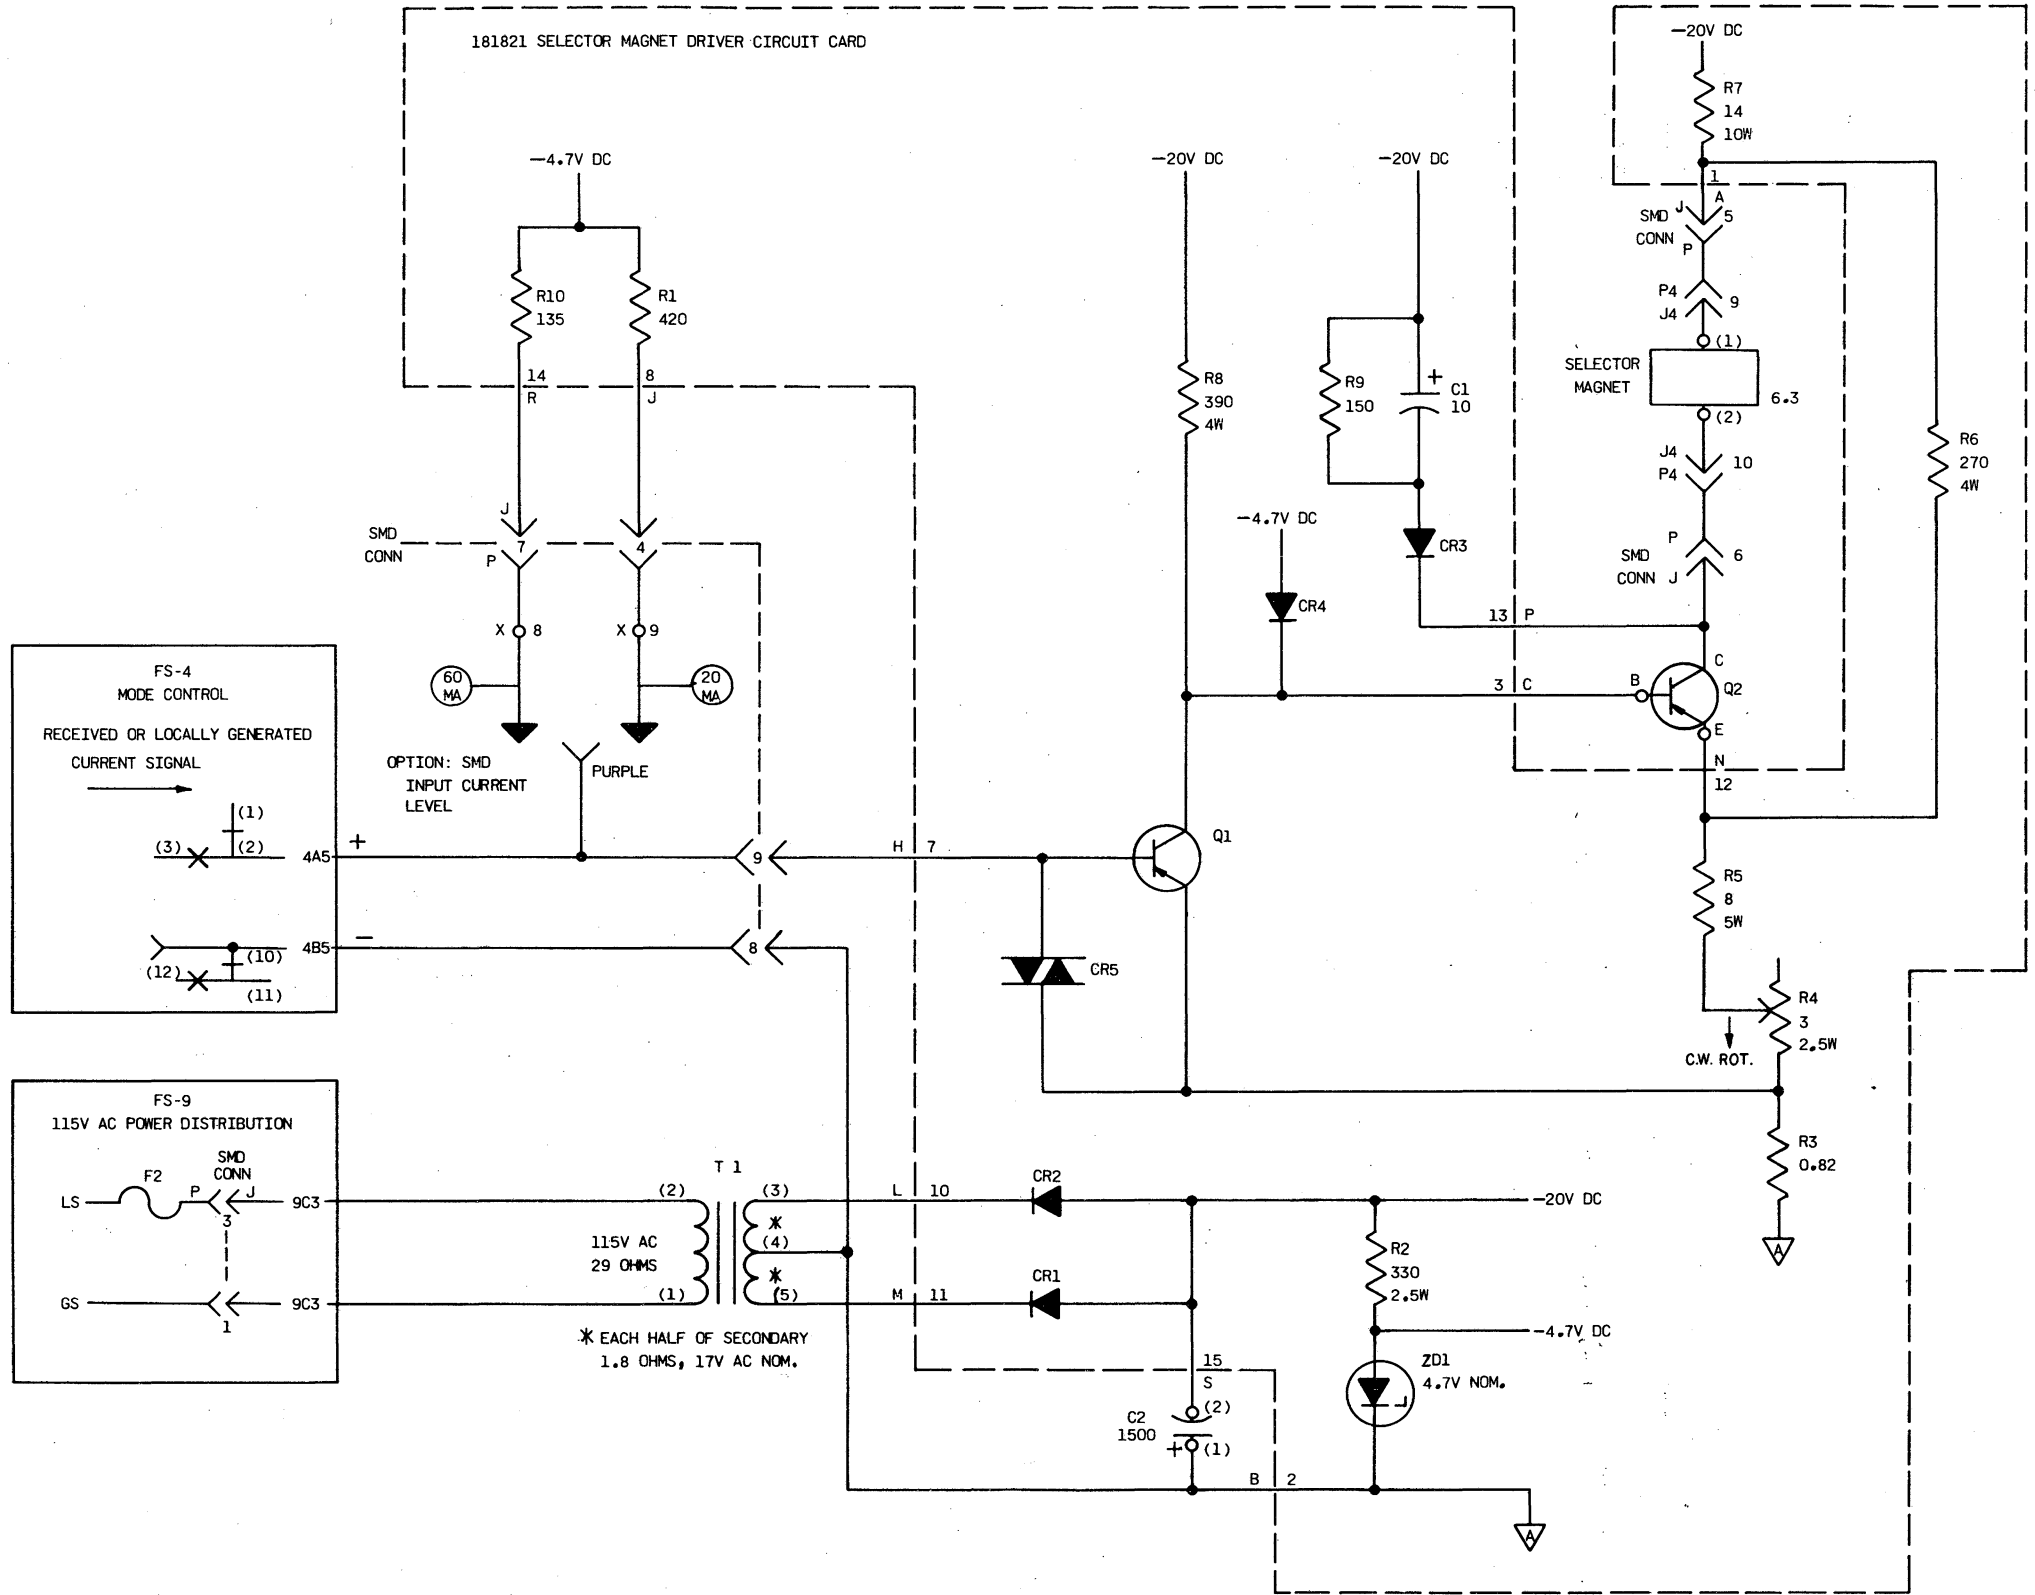 181821 SELECTOR MAGNET DRIVER CIRCUIT CARD
-20V DC
R7
14
10W
-4.7V DC
-20V DC
-20V DC
1
A
J
5
SMD
CONN
P
R10
135
R1
420
P4
J4
9
(1)
SELECTOR
MAGNET
6.3
(2)
14
R
8
J
R8
390
4W
R9
150
+
C1
10
J4
P4
10
R6
270
4W
J
SMD
CONN
7
P
4
-4.7V DC
CR3
P
SMD
CONN J
6
CR4
13
P
X
8
X
9
60
MA
20
MA
3
C
B
C
Q2
E
N
12
FS-4
MODE CONTROL
RECEIVED OR LOCALLY GENERATED
CURRENT SIGNAL
OPTION: SMD
INPUT CURRENT
LEVEL
PURPLE
(1)
(3)
(2)
4A5
+
9
H
7
Q1
R5
8
5W
4B5
-
8
(10)
(12)
(11)
CR5
R4
3
2.5W
C.W. ROT.
FS-9
115V AC POWER DISTRIBUTION
SMD
CONN
F2
LS
P
J
9C3
3
GS
9C3
1
T 1
(2)
(3)
115V AC
29 OHMS
*
(4)
*
(1)
(5)
* EACH HALF OF SECONDARY
1.8 OHMS, 17V AC NOM.
L
10
CR2
-20V DC
R3
0.82
A
R2
330
2.5W
M
11
CR1
-4.7V DC
ZD1
4.7V NOM.
15
S
C2
1500
(2)
+
(1)
B
2
A